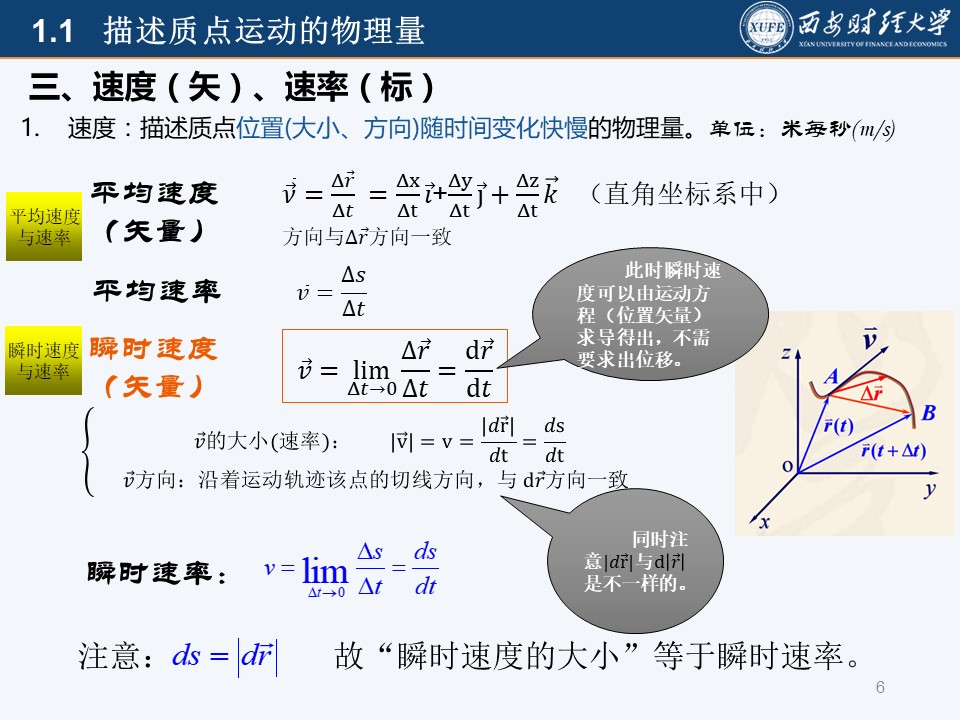 1.1 描述质点运动的物理量
XUFE
西安财经大学
XI'AN UNIVERSITY OF FINANCE AND ECONOMICS
三、速度(矢)、速率(标)
1. 速度：描述质点位置(大小、方向)随时间变化快慢的物理量。单位：米每秒(m/s)
平均速度与速率
平均速度
（矢量）
$\bar{\vec{v}} = \frac{\Delta \vec{r}}{\Delta t} = \frac{\Delta x}{\Delta t}\vec{\imath} + \frac{\Delta y}{\Delta t}\vec{\jmath} + \frac{\Delta z}{\Delta t}\vec{k}$ （直角坐标系中）
方向与$\Delta\vec{r}$方向一致
平均速率
$\bar{v} = \frac{\Delta s}{\Delta t}$
此时瞬时速
度可以由运动方
程（位置矢量）
求导得出，不需
要求出位移。
瞬时速度与速率
瞬时速度
（矢量）
$\vec{v} = \lim_{\Delta t \to 0} \frac{\Delta \vec{r}}{\Delta t} = \frac{d\vec{r}}{dt}$
$\vec{v}$的大小(速率)： $|\vec{v}| = v = \frac{|d\vec{r}|}{dt} = \frac{ds}{dt}$
$\vec{v}$方向：沿着运动轨迹该点的切线方向，与 $d\vec{r}$方向一致
z
A
$\vec{v}$
$\Delta\vec{r}$
B
$\vec{r}(t)$
$\vec{r}(t+\Delta t)$
o
y
x
同时注
意$|d\vec{r}|$与$d|\vec{r}|$
是不一样的。
瞬时速率： $v = \lim_{\Delta t \to 0} \frac{\Delta s}{\Delta t} = \frac{ds}{dt}$
注意：$ds = |d\vec{r}|$ 故“瞬时速度的大小”等于瞬时速率。
6